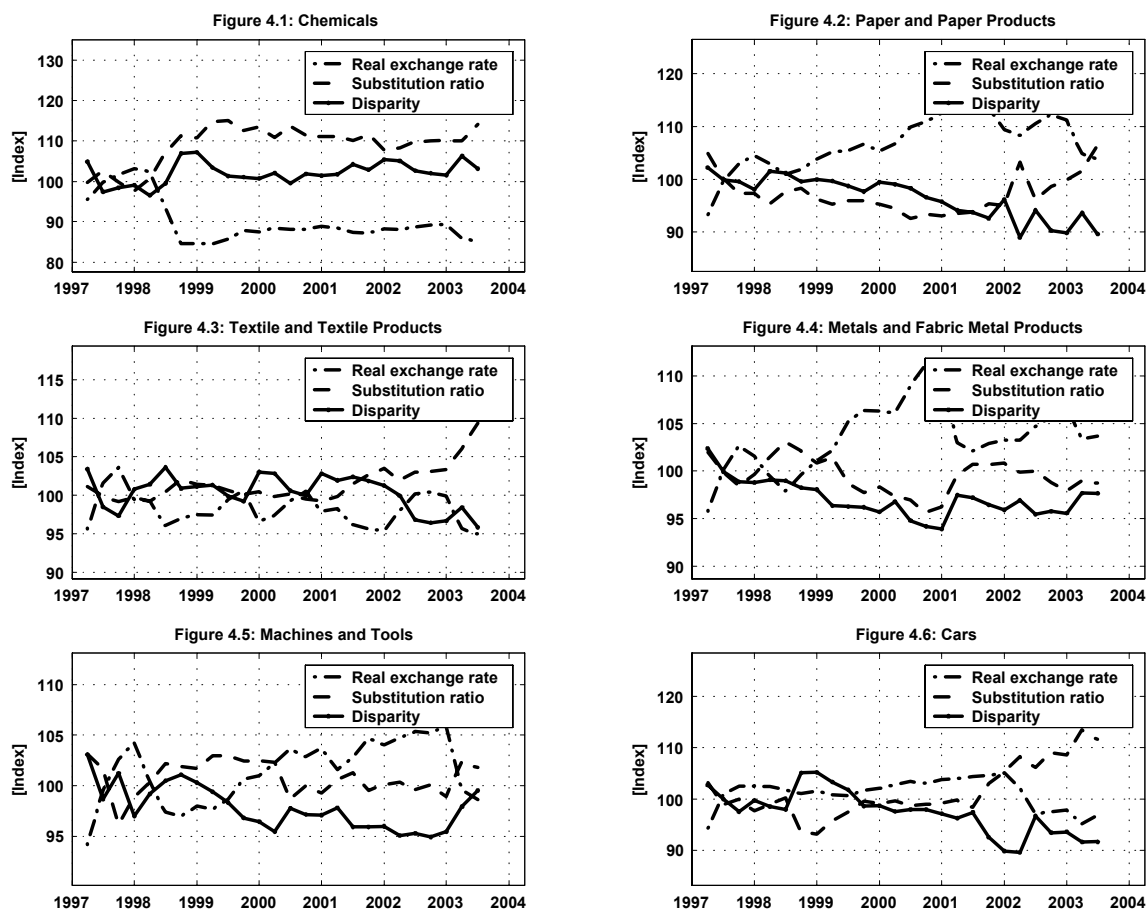 Figure 4.1: Chemicals
[Index]
130
120
110
100
90
80
Real exchange rate
Substitution ratio
Disparity
1997 1998 1999 2000 2001 2002 2003 2004
Figure 4.2: Paper and Paper Products
[Index]
120
110
100
90
Real exchange rate
Substitution ratio
Disparity
1997 1998 1999 2000 2001 2002 2003 2004
Figure 4.3: Textile and Textile Products
[Index]
115
110
105
100
95
90
Real exchange rate
Substitution ratio
Disparity
1997 1998 1999 2000 2001 2002 2003 2004
Figure 4.4: Metals and Fabric Metal Products
[Index]
110
105
100
95
90
Real exchange rate
Substitution ratio
Disparity
1997 1998 1999 2000 2001 2002 2003 2004
Figure 4.5: Machines and Tools
[Index]
110
105
100
95
Real exchange rate
Substitution ratio
Disparity
1997 1998 1999 2000 2001 2002 2003 2004
Figure 4.6: Cars
[Index]
120
110
100
90
Real exchange rate
Substitution ratio
Disparity
1997 1998 1999 2000 2001 2002 2003 2004